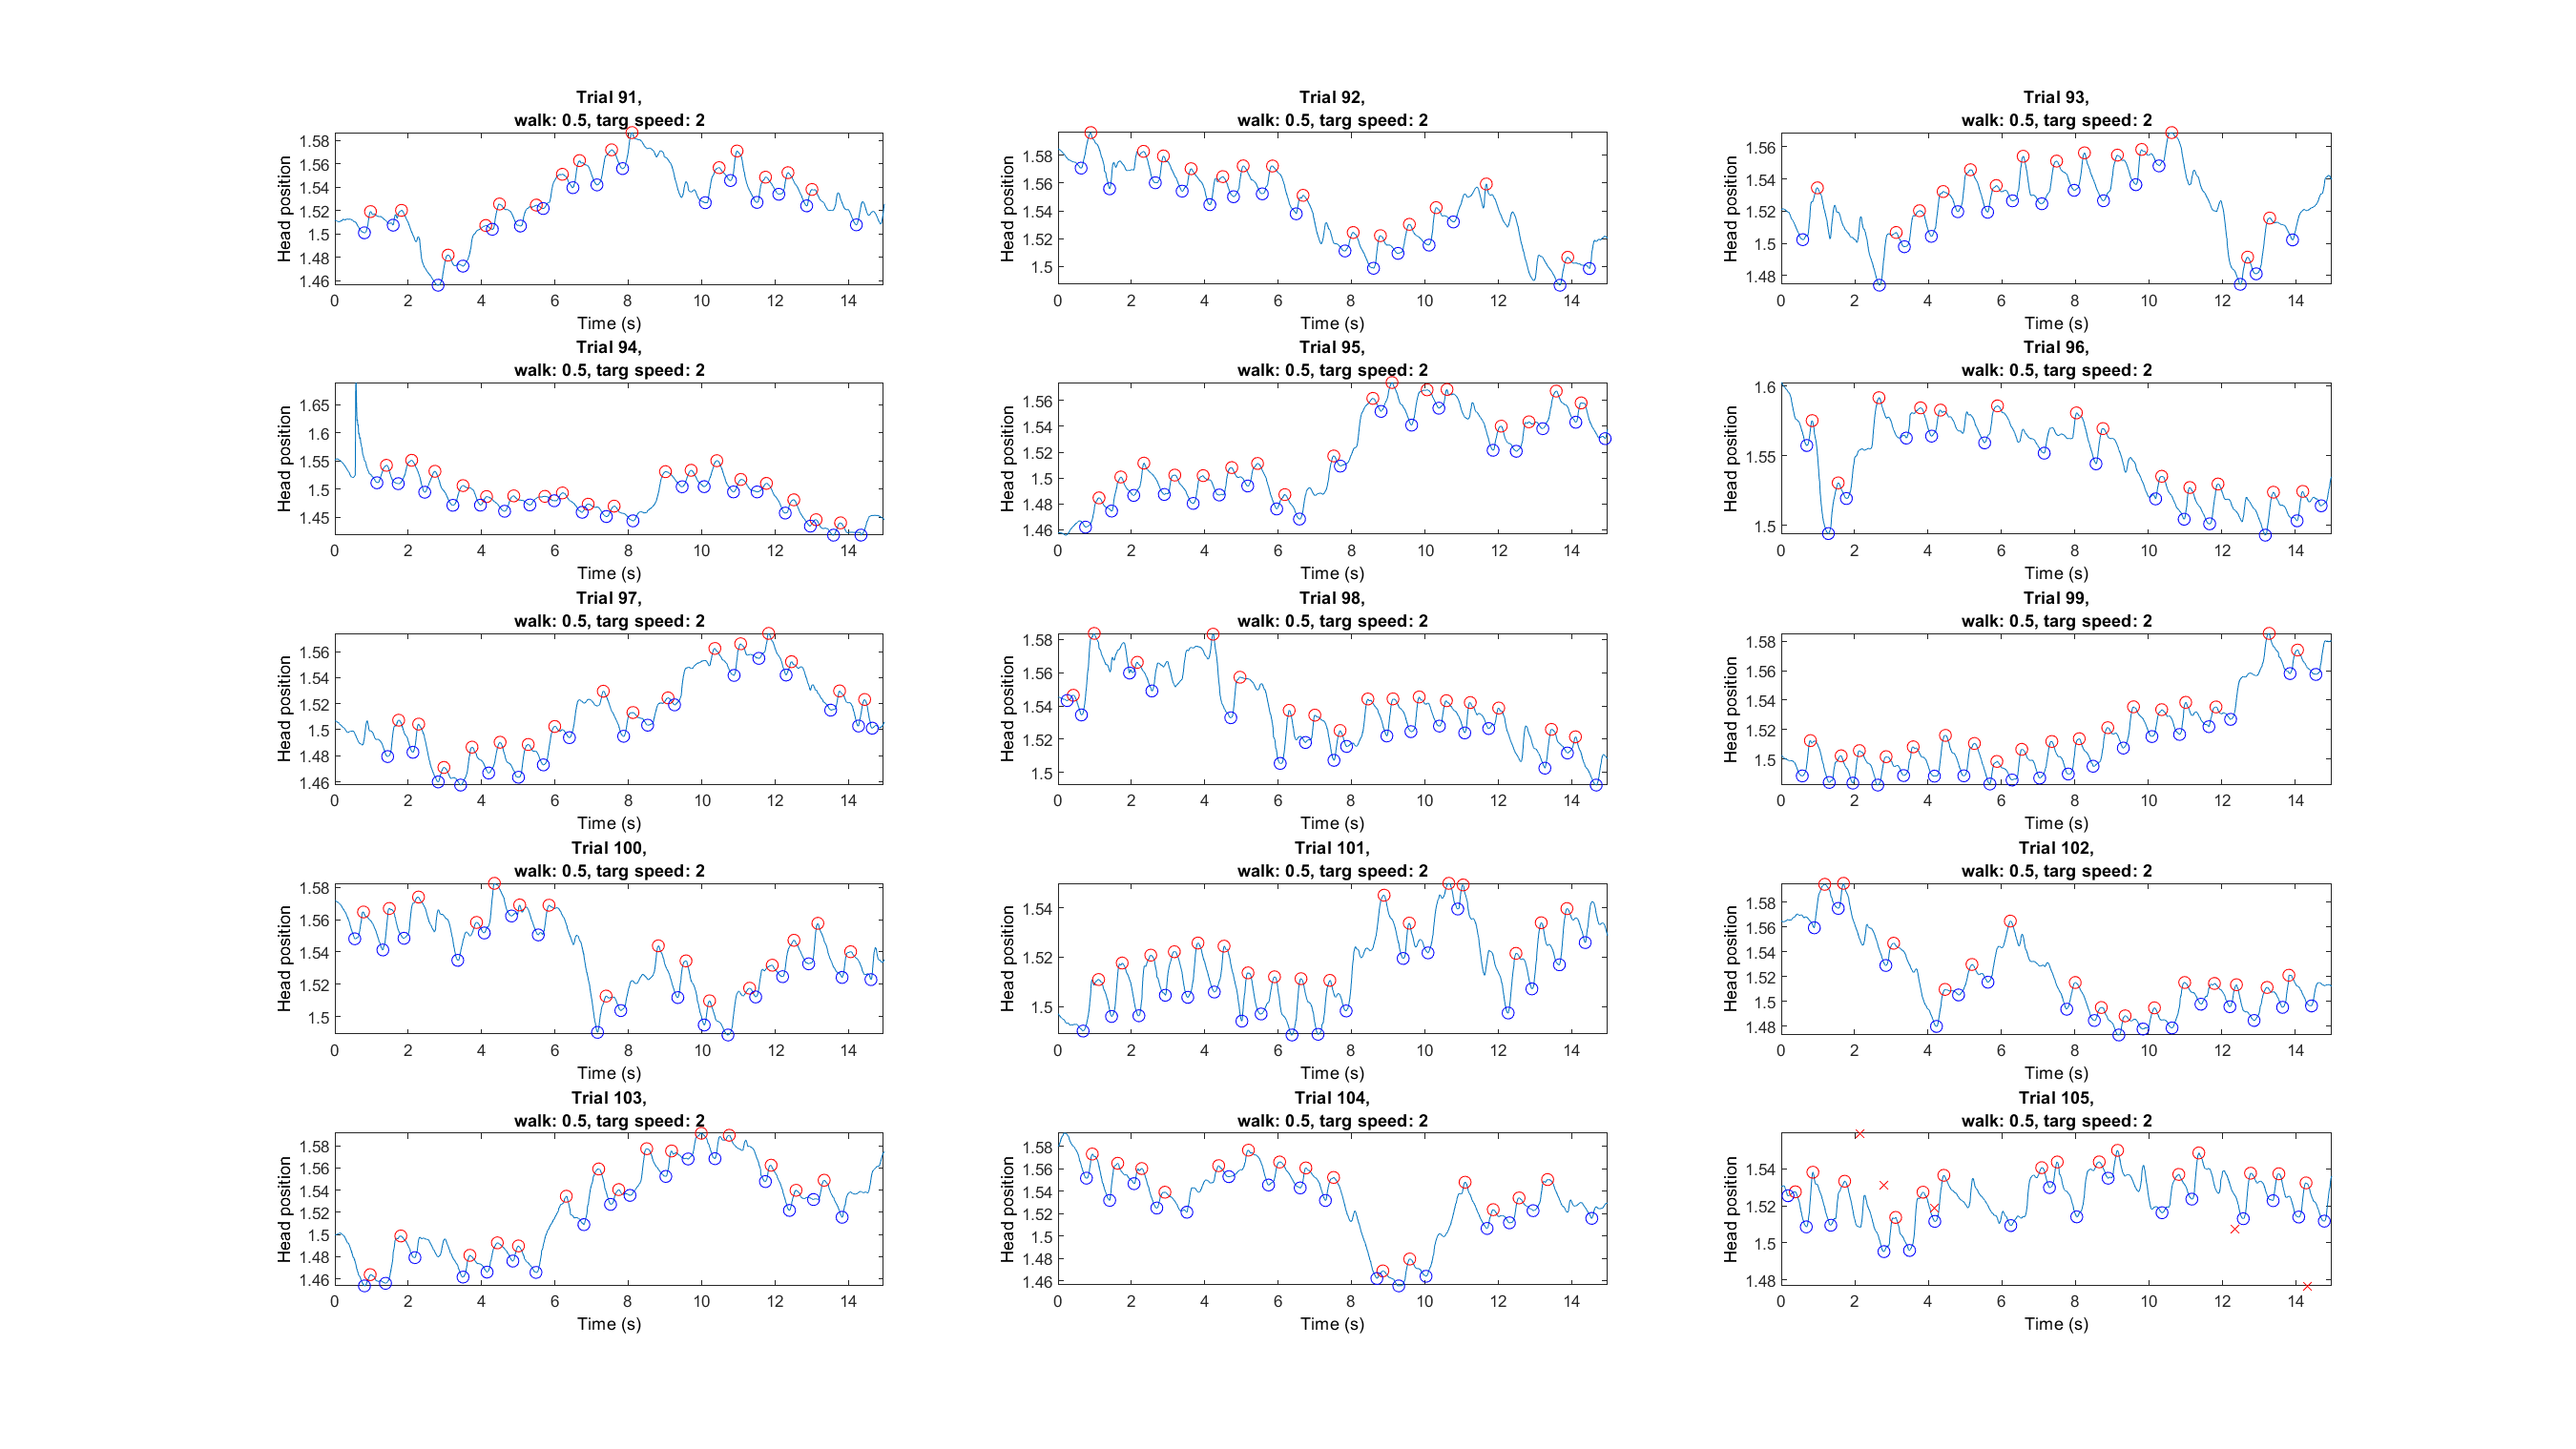 Trial 91,
walk: 0.5, targ speed: 2
Head position
1.58
1.56
1.54
1.52
1.5
1.48
1.46
0 2 4 6 8 10 12 14
Time (s)
Trial 92,
walk: 0.5, targ speed: 2
Head position
1.58
1.56
1.54
1.52
1.5
0 2 4 6 8 10 12 14
Time (s)
Trial 93,
walk: 0.5, targ speed: 2
Head position
1.56
1.54
1.52
1.5
1.48
0 2 4 6 8 10 12 14
Time (s)
Trial 94,
walk: 0.5, targ speed: 2
Head position
1.65
1.6
1.55
1.5
1.45
0 2 4 6 8 10 12 14
Time (s)
Trial 95,
walk: 0.5, targ speed: 2
Head position
1.56
1.54
1.52
1.5
1.48
1.46
0 2 4 6 8 10 12 14
Time (s)
Trial 96,
walk: 0.5, targ speed: 2
Head position
1.6
1.55
1.5
0 2 4 6 8 10 12 14
Time (s)
Trial 97,
walk: 0.5, targ speed: 2
Head position
1.56
1.54
1.52
1.5
1.48
1.46
0 2 4 6 8 10 12 14
Time (s)
Trial 98,
walk: 0.5, targ speed: 2
Head position
1.58
1.56
1.54
1.52
1.5
0 2 4 6 8 10 12 14
Time (s)
Trial 99,
walk: 0.5, targ speed: 2
Head position
1.58
1.56
1.54
1.52
1.5
0 2 4 6 8 10 12 14
Time (s)
Trial 100,
walk: 0.5, targ speed: 2
Head position
1.58
1.56
1.54
1.52
1.5
0 2 4 6 8 10 12 14
Time (s)
Trial 101,
walk: 0.5, targ speed: 2
Head position
1.54
1.52
1.5
0 2 4 6 8 10 12 14
Time (s)
Trial 102,
walk: 0.5, targ speed: 2
Head position
1.58
1.56
1.54
1.52
1.5
1.48
0 2 4 6 8 10 12 14
Time (s)
Trial 103,
walk: 0.5, targ speed: 2
Head position
1.58
1.56
1.54
1.52
1.5
1.48
1.46
0 2 4 6 8 10 12 14
Time (s)
Trial 104,
walk: 0.5, targ speed: 2
Head position
1.58
1.56
1.54
1.52
1.5
1.48
1.46
0 2 4 6 8 10 12 14
Time (s)
Trial 105,
walk: 0.5, targ speed: 2
Head position
1.54
1.52
1.5
1.48
0 2 4 6 8 10 12 14
Time (s)